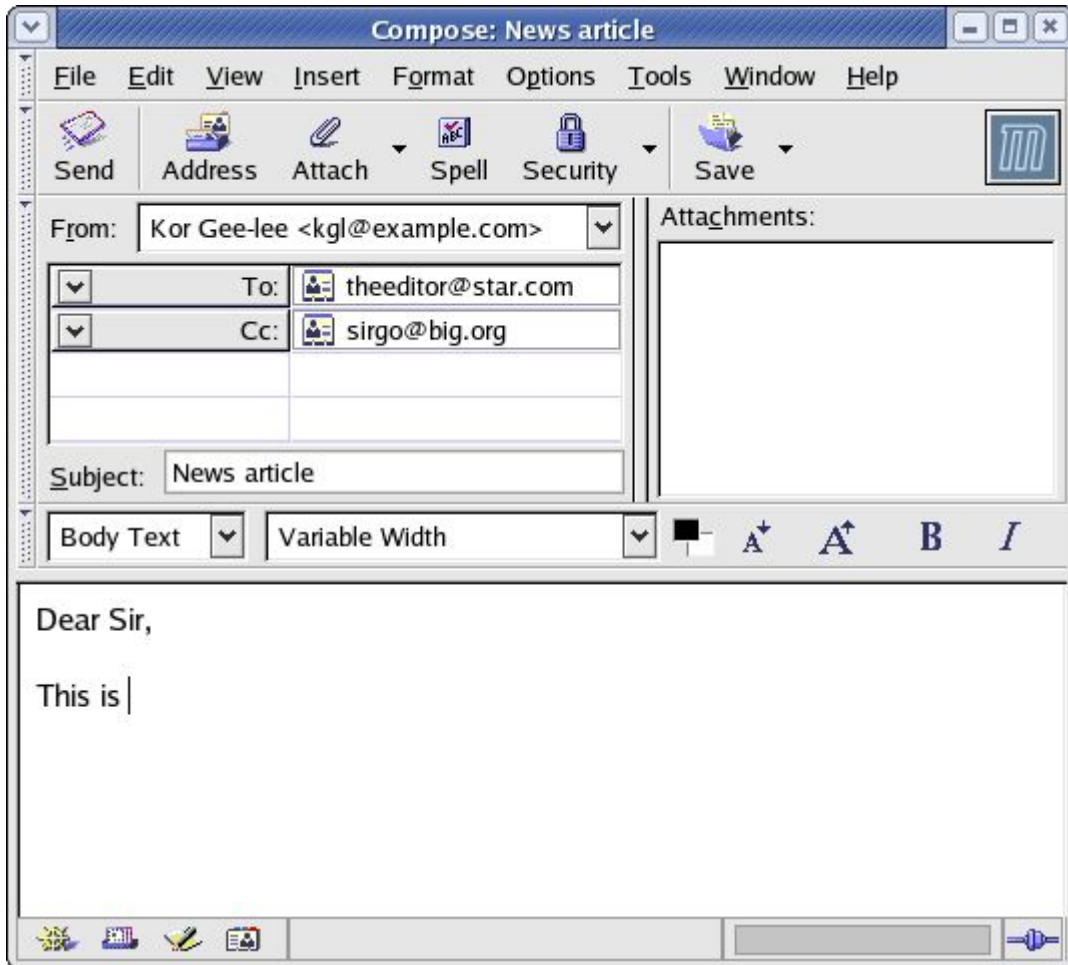 Compose: News article
File Edit View Insert Format Options Tools Window Help
Send Address Attach Spell Security Save
From: Kor Gee-lee <kgl@example.com>
Attachments:
To: theeditor@star.com
Cc: sirgo@big.org
Subject: News article
Body Text Variable Width A A B I
Dear Sir,
This is